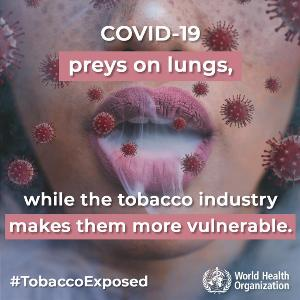 COVID-19
preys on lungs,
while the tobacco industry
makes them more vulnerable.
#TobaccoExposed
World Health
Organization